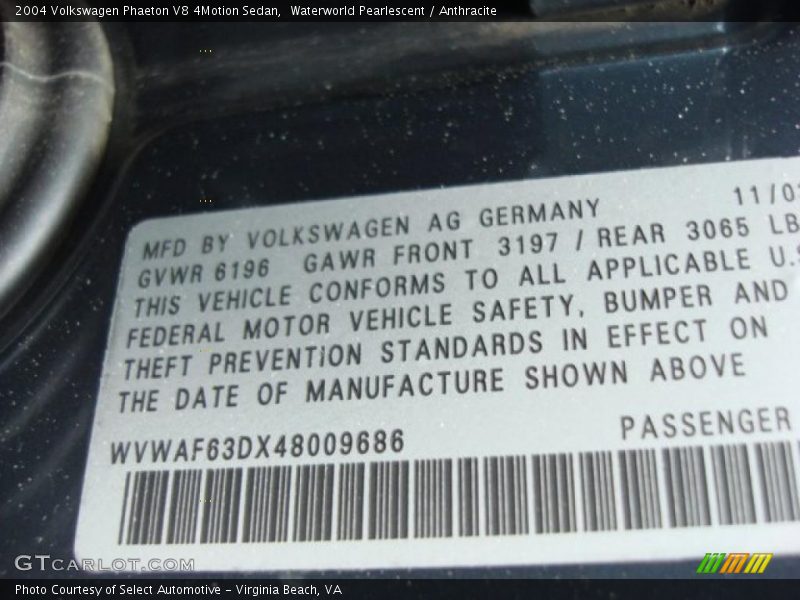 2004 Volkswagen Phaeton V8 4Motion Sedan,  Waterworld Pearlescent / Anthracite
11/03
MFD BY VOLKSWAGEN AG GERMANY
GVWR 6196 GAWR FRONT 3197 / REAR 3065 LB
THIS VEHICLE CONFORMS TO ALL APPLICABLE U.S
FEDERAL MOTOR VEHICLE SAFETY, BUMPER AND
THEFT PREVENTION STANDARDS IN EFFECT ON
THE DATE OF MANUFACTURE SHOWN ABOVE
WVWAF63DX48009686 PASSENGER
GTCARLOT.COM
Photo Courtesy of Select Automotive - Virginia Beach, VA